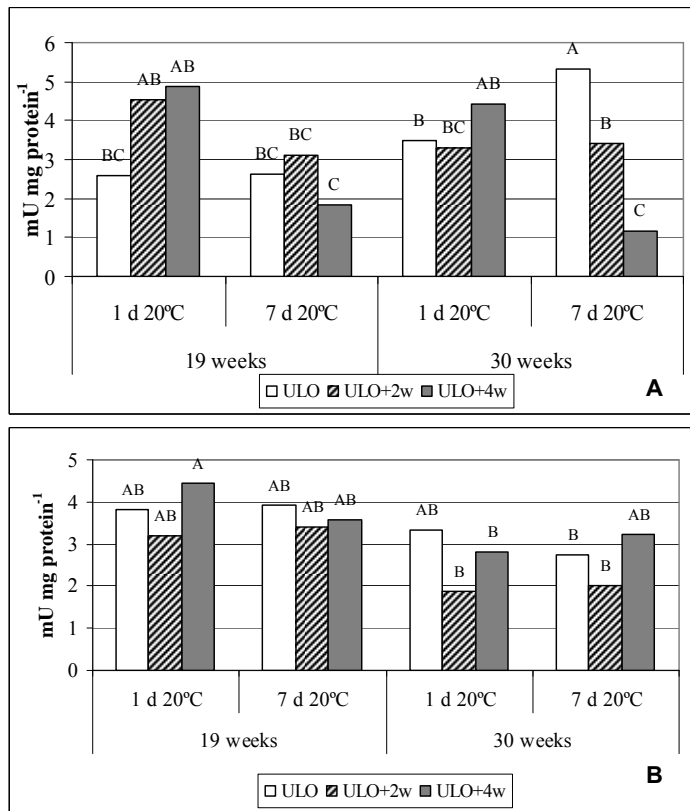 6
5
4
3
2
1
0
mU mg protein-1
BC AB AB BC BC C B BC AB A B C
1 d 20ºC 7 d 20ºC 1 d 20ºC 7 d 20ºC
19 weeks 30 weeks
ULO ULO+2w ULO+4w
A
5
4
3
2
1
0
mU mg protein-1
AB AB A AB AB AB AB B B B B AB
1 d 20ºC 7 d 20ºC 1 d 20ºC 7 d 20ºC
19 weeks 30 weeks
ULO ULO+2w ULO+4w
B